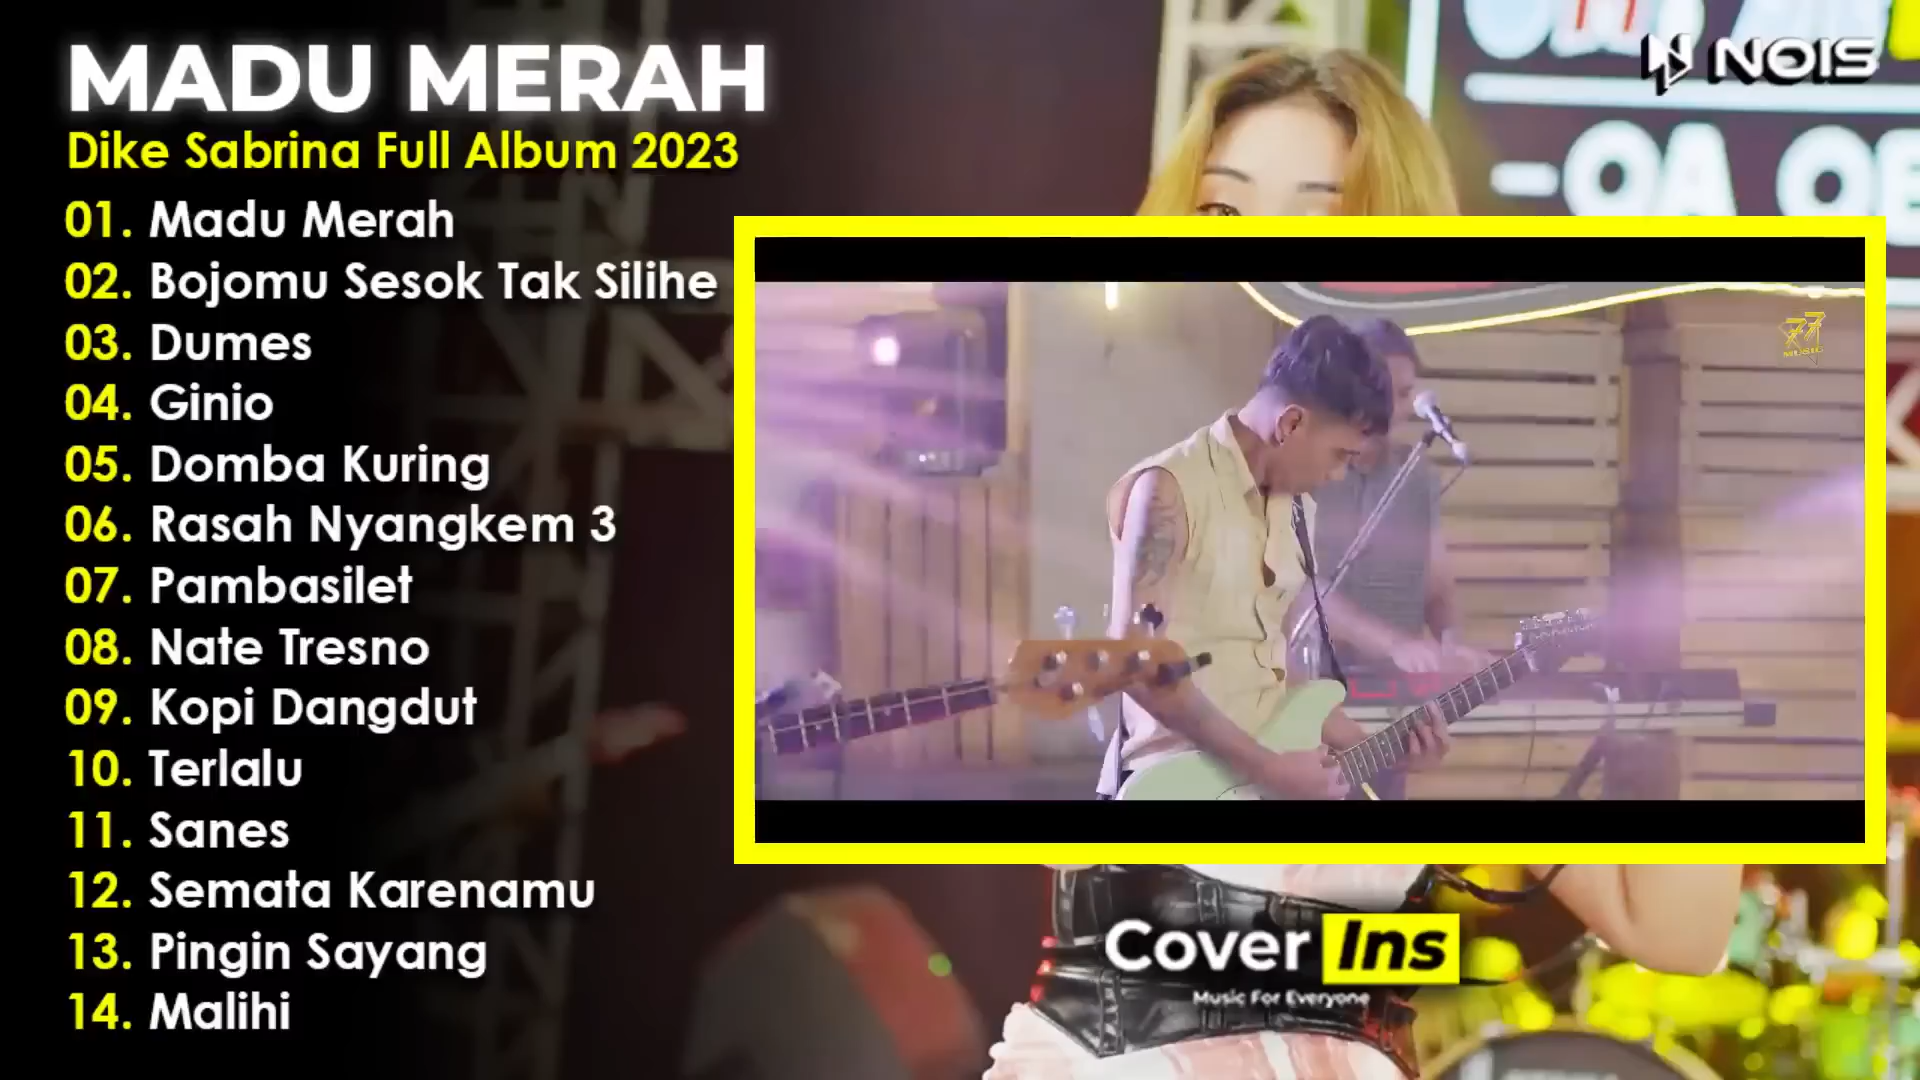 MADU MERAH
Dike Sabrina Full Album 2023
01. Madu Merah
02. Bojomu Sesok Tak Silihe
03. Dumes
04. Ginio
05. Domba Kuring
06. Rasah Nyangkem 3
07. Pambasilet
08. Nate Tresno
09. Kopi Dangdut
10. Terlalu
11. Sanes
12. Semata Karenamu
13. Pingin Sayang
14. Malihi
NOIS
77
MUSIC
Cover Ins
Music For Everyone